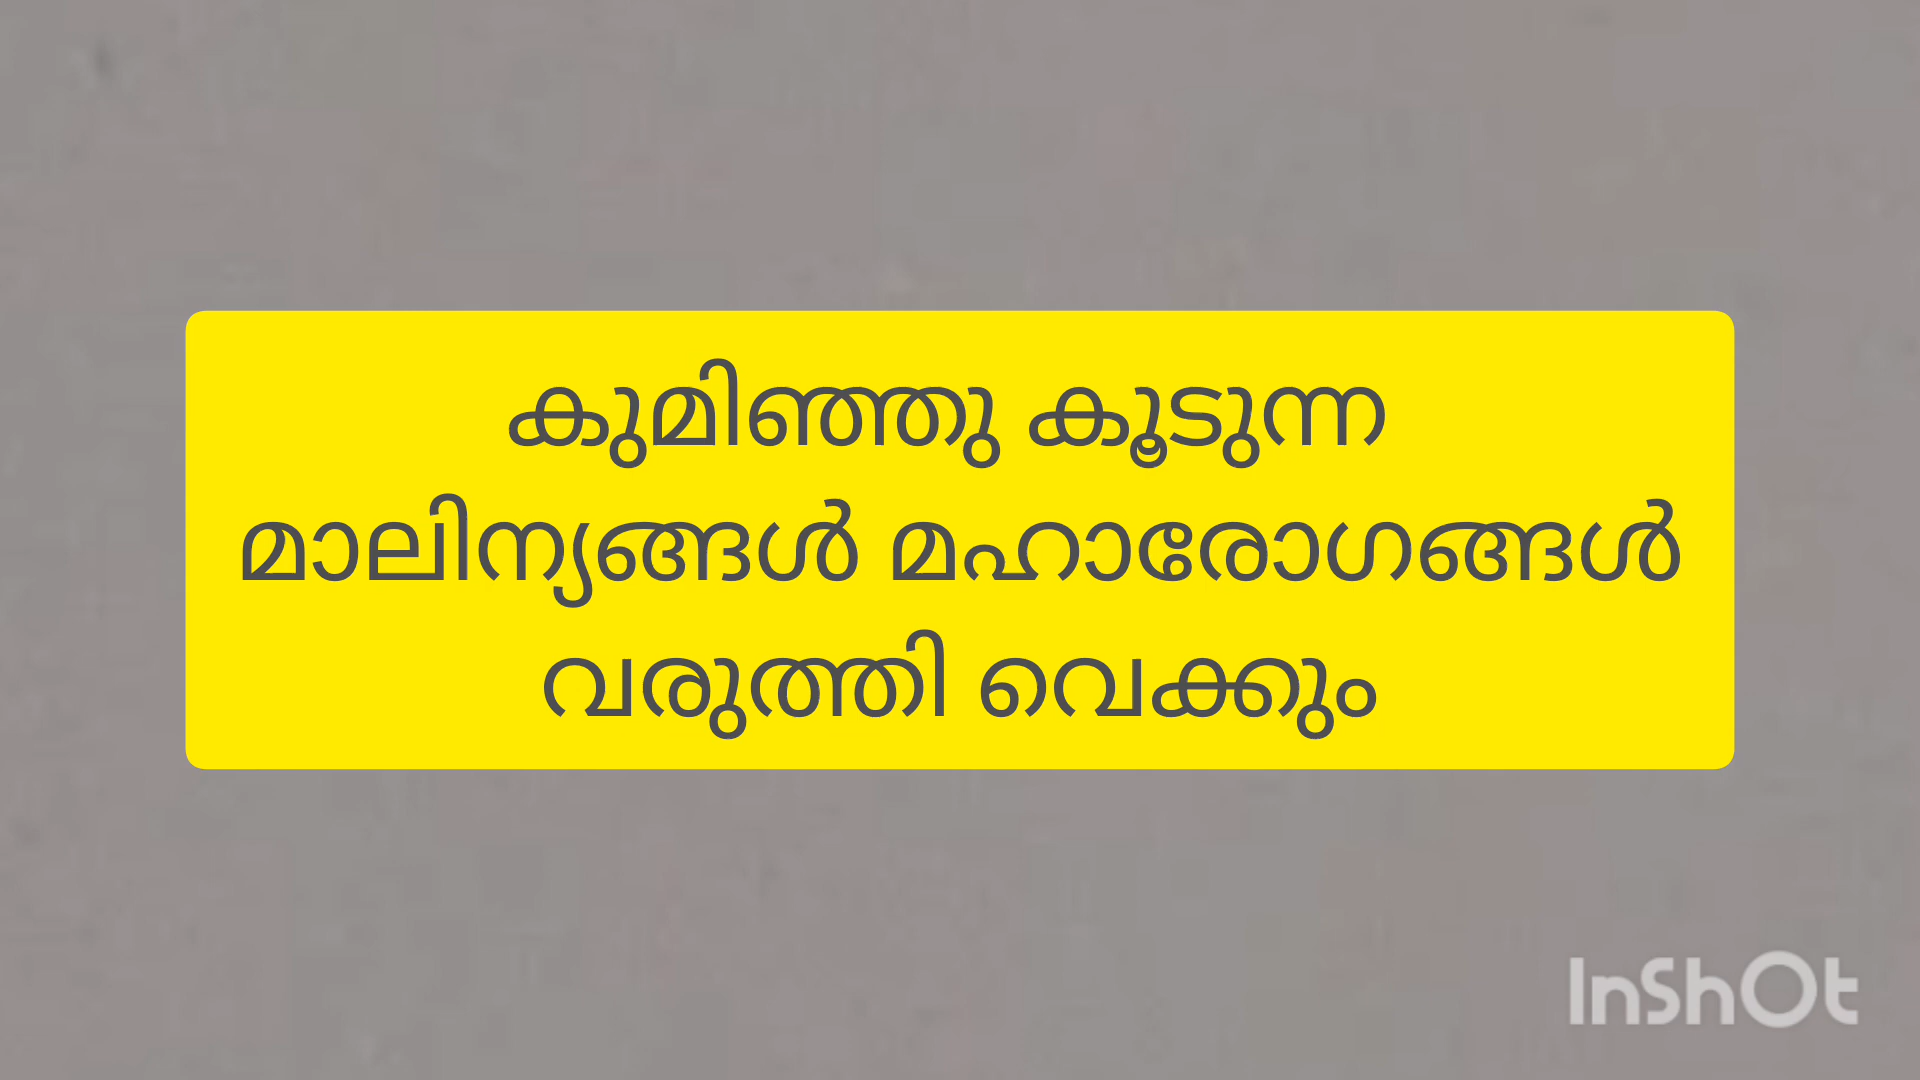 കുമിഞ്ഞു കൂടുന്ന
മാലിന്യങ്ങൾ മഹാരോഗങ്ങൾ
വരുത്തി വെക്കും
InShOt